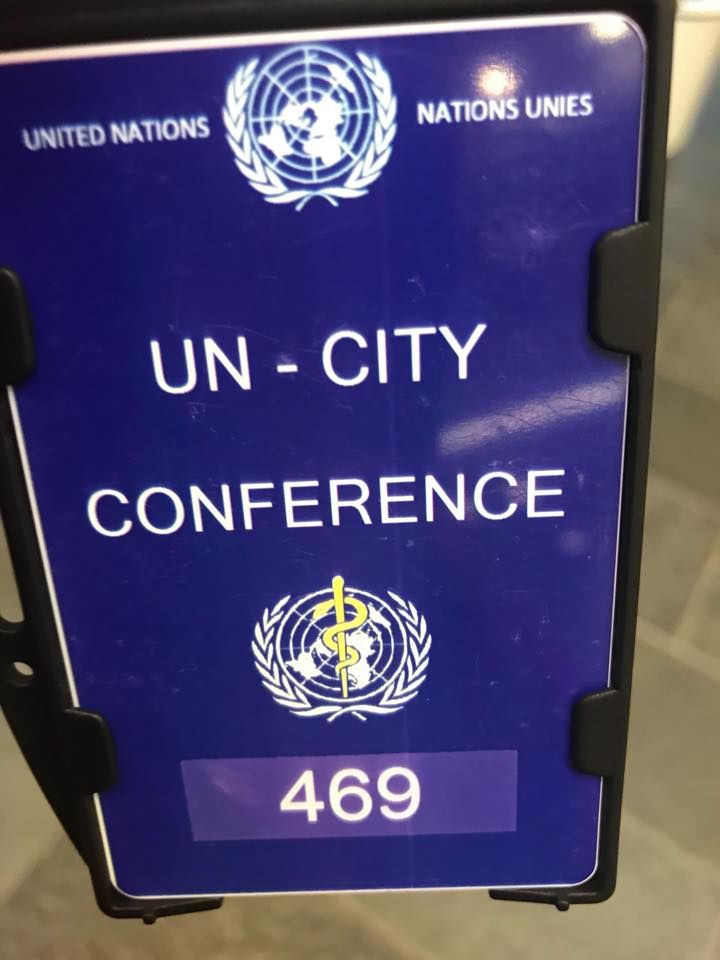 UNITED NATIONS
NATIONS UNIES
UN - CITY
CONFERENCE
469